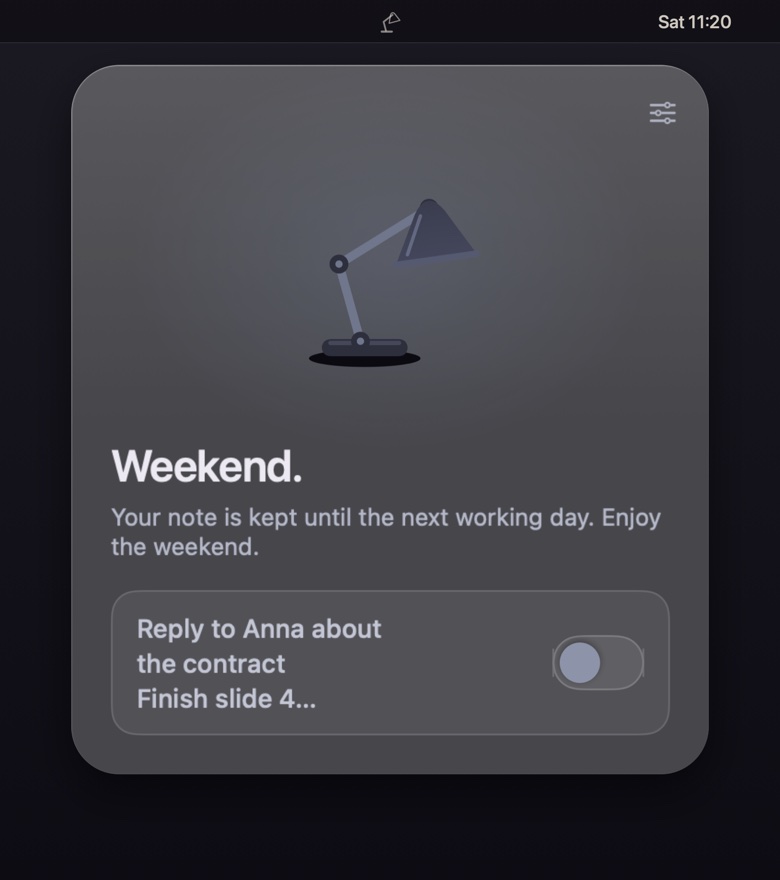 Sat 11:20
Weekend.
Your note is kept until the next working day. Enjoy
the weekend.
Reply to Anna about
the contract
Finish slide 4...